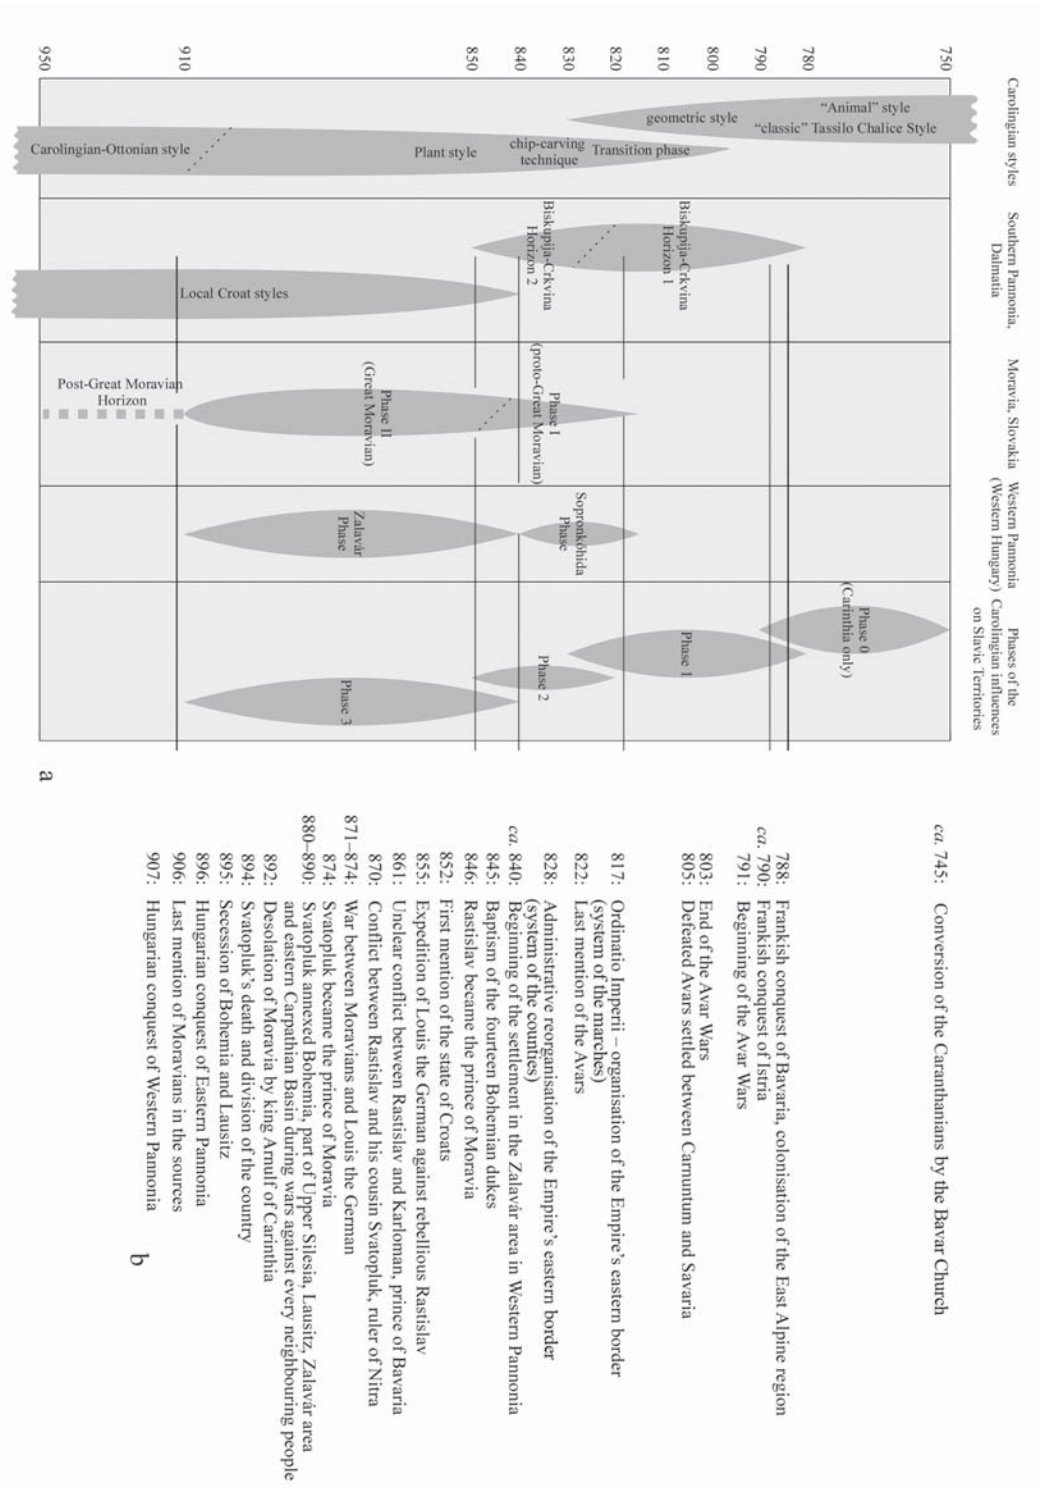 Carolingian styles
Southern Pannonia,
Dalmatia
Moravia, Slovakia
Western Pannonia
(Western Hungary)
Phases of the
Carolingian influences
on Slavic Territories
750
780
790
800
810
820
830
840
850
910
950
“Animal” style
“classic” Tassilo Chalice Style
geometric style
Transition phase
chip-carving
technique
Plant style
Carolingian-Ottonian style
Biskupija-Crkvina
Horizon 1
Biskupija-Crkvina
Horizon 2
Local Croat styles
Phase I
(proto-Great Moravian)
Phase II
(Great Moravian)
Post-Great Moravian
Horizon
Sopronkőhida
Phase
Zalavár
Phase
Phase 0
(Carinthia only)
Phase 1
Phase 2
Phase 3
a
ca. 745: Conversion of the Caranthanians by the Bavar Church
788: Frankish conquest of Bavaria, colonisation of the East Alpine region
ca. 790: Frankish conquest of Istria
791: Beginning of the Avar Wars
803: End of the Avar Wars
805: Defeated Avars settled between Carnuntum and Savaria
817: Ordinatio Imperii – organisation of the Empire’s eastern border
(system of the marches)
822: Last mention of the Avars
828: Administrative reorganisation of the Empire’s eastern border
(system of the counties)
ca. 840: Beginning of the settlement in the Zalavár area in Western Pannonia
845: Baptism of the fourteen Bohemian dukes
846: Rastislav became the prince of Moravia
852: First mention of the state of Croats
855: Expedition of Louis the German against rebellious Rastislav
861: Unclear conflict between Rastislav and Karloman, prince of Bavaria
870: Conflict between Rastislav and his cousin Svatopluk, ruler of Nitra
871–874: War between Moravians and Louis the German
874: Svatopluk became the prince of Moravia
880–890: Svatopluk annexed Bohemia, part of Upper Silesia, Lausitz, Zalavár area
and eastern Carpathian Basin during wars against every neighbouring people
892: Desolation of Moravia by king Arnulf of Carinthia
894: Svatopluk’s death and division of the country
895: Secession of Bohemia and Lausitz
896: Hungarian conquest of Eastern Pannonia
906: Last mention of Moravians in the sources
907: Hungarian conquest of Western Pannonia
b